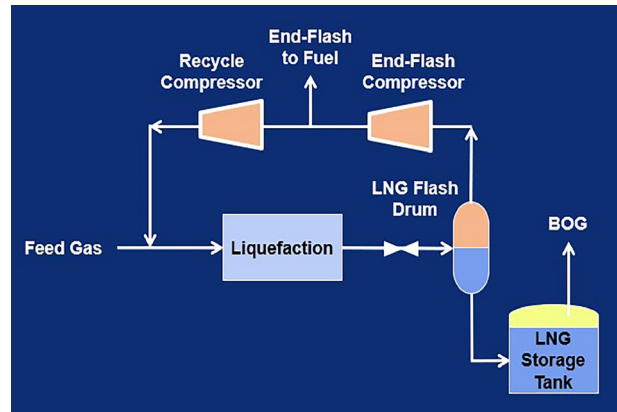 End-Flash
to Fuel
Recycle
Compressor
End-Flash
Compressor
LNG Flash
Drum
BOG
Feed Gas
Liquefaction
LNG
Storage
Tank